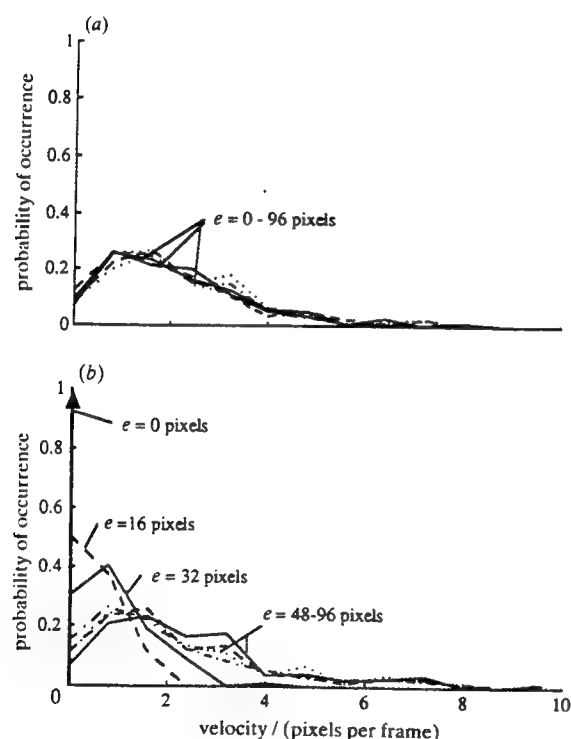 (a)
1
0.8
0.6
0.4
0.2
0
probability of occurrence
e = 0 - 96 pixels
(b)
1
0.8
0.6
0.4
0.2
0
probability of occurrence
e = 0 pixels
e =16 pixels
e = 32 pixels
e = 48-96 pixels
2
4
6
8
10
velocity / (pixels per frame)